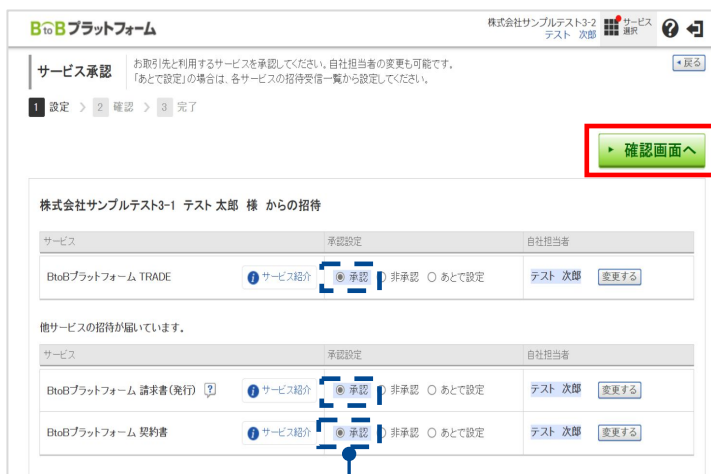 BtoBプラットフォーム
株式会社サンプルテスト3-2
テスト 次郎
サービス
選択
?
サービス承認
お取引先と利用するサービスを承認してください。自社担当者の変更も可能です。
「あとで設定」の場合は、各サービスの招待受信一覧から設定してください。
戻る
1 設定 > 2 確認 > 3 完了
確認画面へ
株式会社サンプルテスト3-1 テスト 太郎 様 からの招待
サービス 承認設定 自社担当者
BtoBプラットフォーム TRADE i サービス紹介 承認 非承認 あとで設定 テスト 次郎 変更する
他サービスの招待が届いています。
サービス 承認設定 自社担当者
BtoBプラットフォーム 請求書(発行) ? i サービス紹介 承認 非承認 あとで設定 テスト 次郎 変更する
BtoBプラットフォーム 契約書 i サービス紹介 承認 非承認 あとで設定 テスト 次郎 変更する